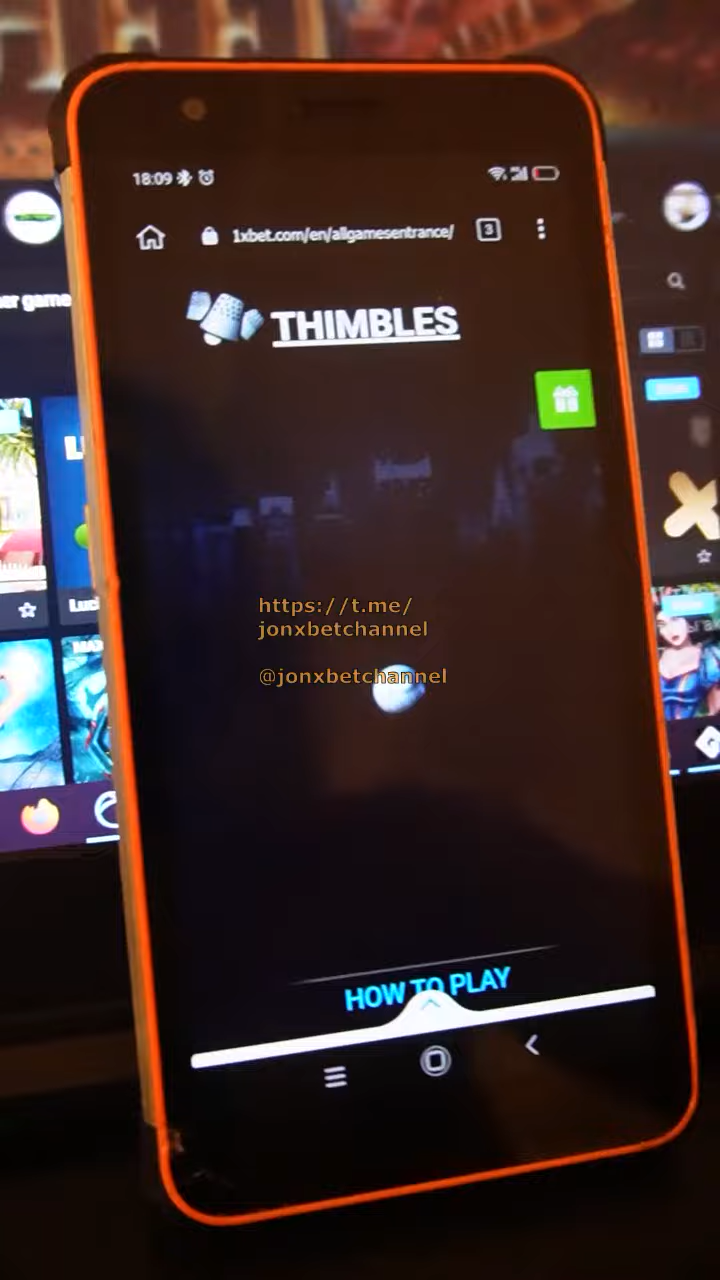 18:09
1xbet.com/en/allgamesentrance/
3
THIMBLES
https://t.me/
jonxbetchannel
@jonxbetchannel
HOW TO PLAY